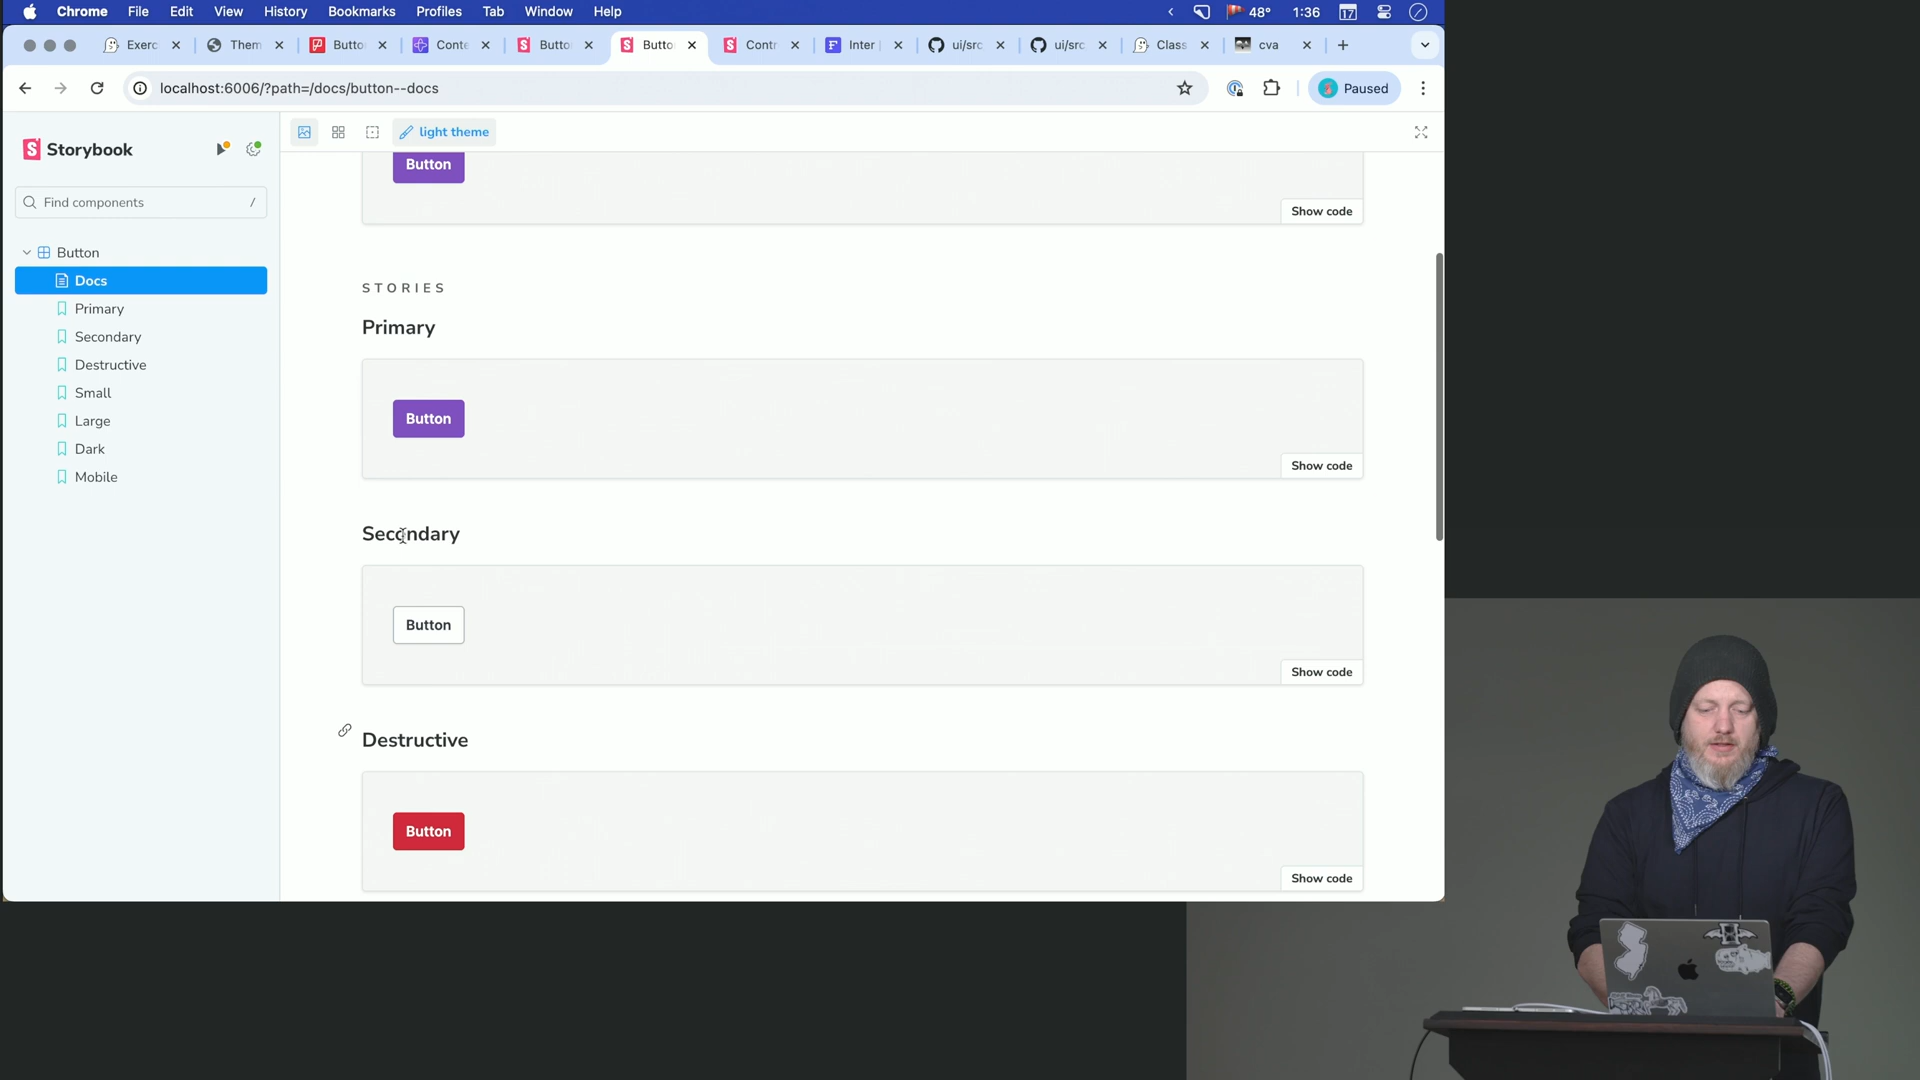 Chrome File Edit View History Bookmarks Profiles Tab Window Help 48° 1:36 17
Exerc Them Butto Conte Butto Butto Contr Inter ui/src ui/src Class cva
localhost:6006/?path=/docs/button--docs Paused
Storybook
light theme
Find components /
Button
Docs
Primary
Secondary
Destructive
Small
Large
Dark
Mobile
Button
Show code
STORIES
Primary
Button
Show code
Secondary
Button
Show code
Destructive
Button
Show code